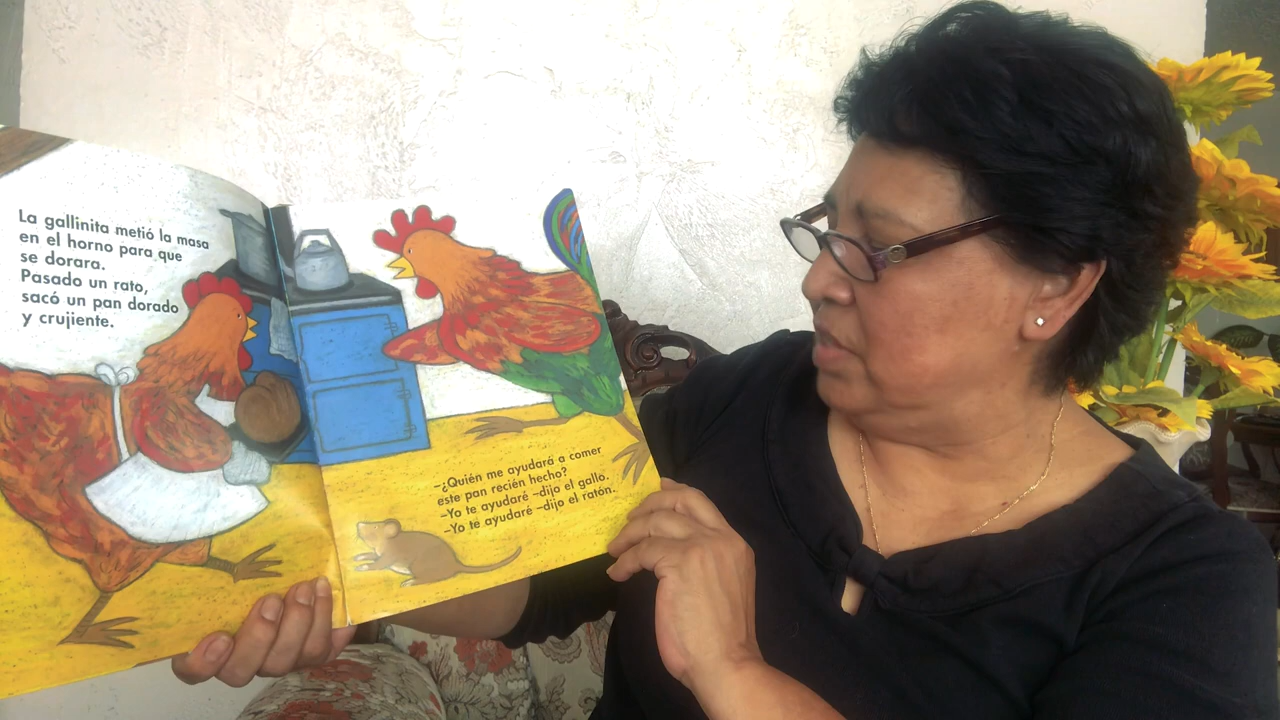 La gallinita metió la masa
en el horno para que
se dorara.
Pasado un rato,
sacó un pan dorado
y crujiente.
–¿Quién me ayudará a comer
este pan recién hecho?
–Yo te ayudaré –dijo el gallo.
–Yo te ayudaré –dijo el ratón.